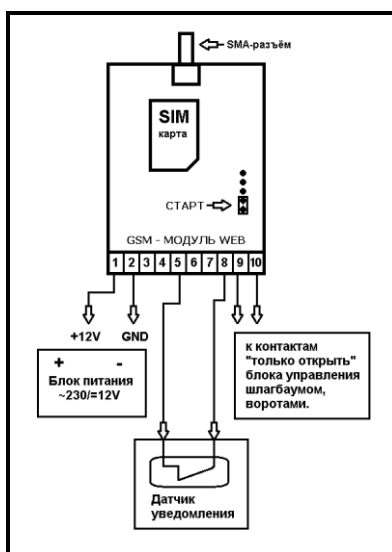 SMA-разъём
SIM
карта
СТАРТ
GSM - МОДУЛЬ WEB
1 2 3 4 5 6 7 8 9 10
+12V GND
+ -
Блок питания
~230/=12V
к контактам
"только открыть"
блока управления
шлагбаумом,
воротами.
Датчик
уведомления